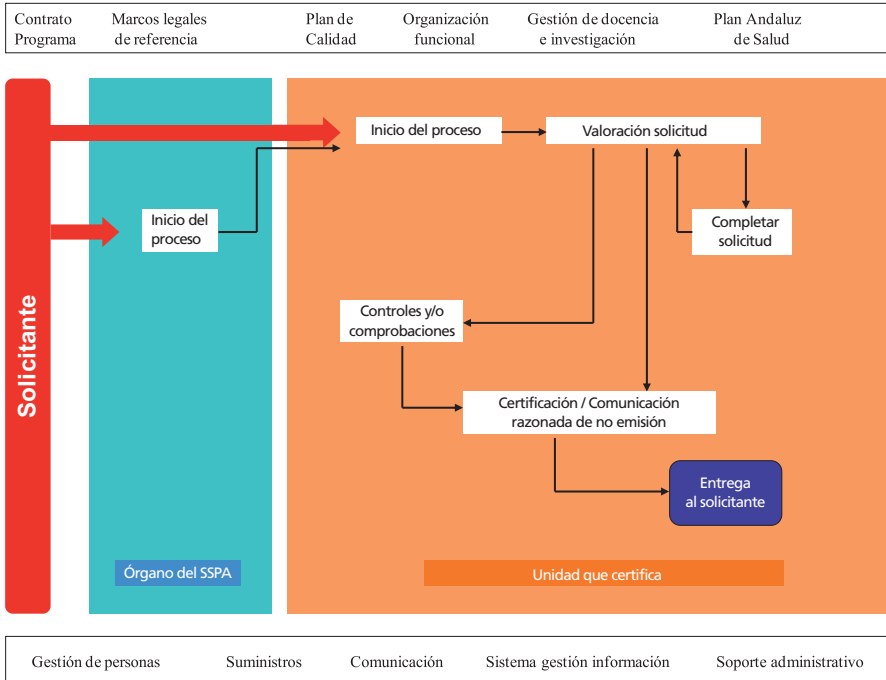 Contrato
Programa
Marcos legales
de referencia
Plan de
Calidad
Organización
funcional
Gestión de docencia
e investigación
Plan Andaluz
de Salud
Solicitante
Inicio del proceso
Valoración solicitud
Inicio del
proceso
Completar
solicitud
Controles y/o
comprobaciones
Certificación / Comunicación
razonada de no emisión
Entrega
al solicitante
Órgano del SSPA
Unidad que certifica
Gestión de personas
Suministros
Comunicación
Sistema gestión información
Soporte administrativo